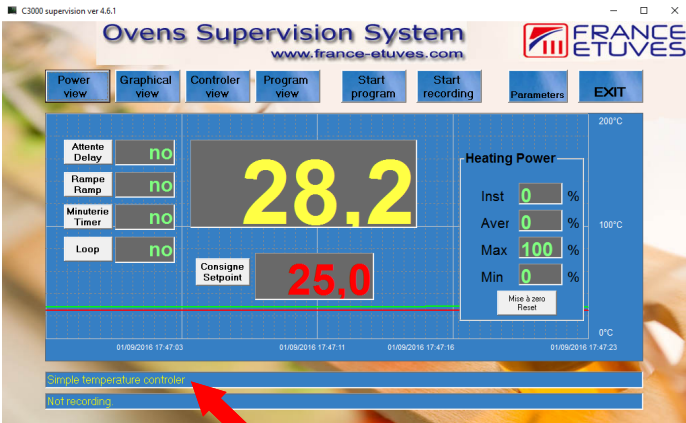 C3000 supervision ver 4.6.1
Ovens Supervision System
www.france-etuves.com
FRANCE
ETUVES
Power
view
Graphical
view
Controler
view
Program
view
Start
program
Start
recording
Parameters
EXIT
200°C
Attente
Delay
no
Rampe
Ramp
no
Minuterie
Timer
no
Loop
no
28,2
Consigne
Setpoint
25,0
Heating Power
Inst 0 %
Aver 0 %
Max 100 %
Min 0 %
Mise à zero
Reset
100°C
0°C
01/09/2016 17:47:03
01/09/2016 17:47:11
01/09/2016 17:47:16
01/09/2016 17:47:23
Simple temperature controler
Not recording.